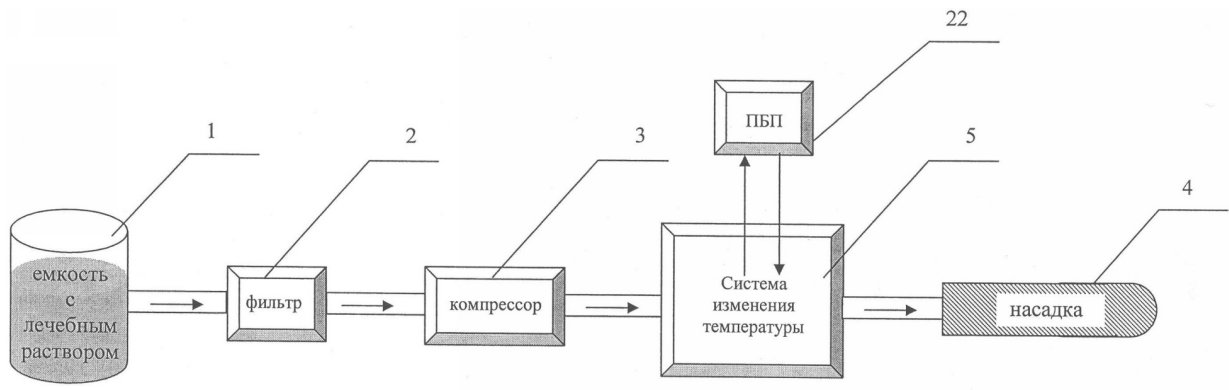 22
ПБП
1
2
3
5
4
емкость
с
лечебным
раствором
фильтр
компрессор
Система
изменения
температуры
насадка